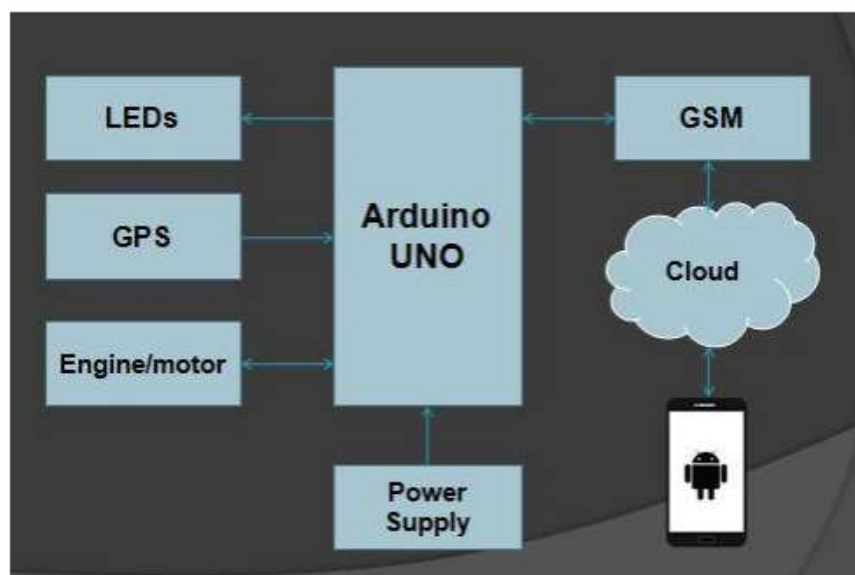 LEDs
GPS
Engine/motor
Arduino
UNO
Power
Supply
GSM
Cloud